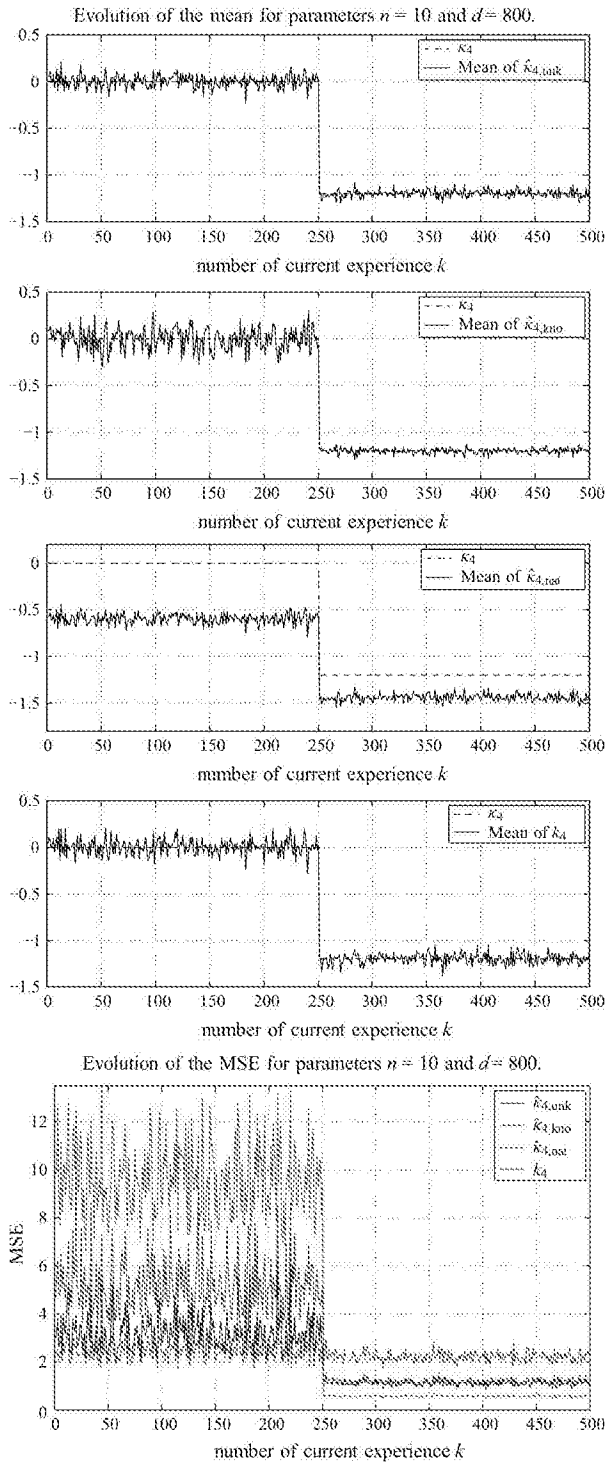 Evolution of the mean for parameters n = 10 and d = 800.
0.5
0
−1
−1.5
0 50 100 150 200 250 300 350 400 450 500
κ₄
Mean of κ̂₄,unk
number of current experience k
0.5
0
−0.5
−1
−1.5
0 50 100 150 200 250 300 350 400 450 500
κ₄
Mean of κ̂₄,kno
number of current experience k
0
−0.5
−1
−1.5
0 50 100 150 200 250 300 350 400 450 500
κ₄
Mean of κ̂₄,nat
number of current experience k
0.5
0
−0.5
−1
−1.5
0 50 100 150 200 250 300 350 400 450 500
κ₄
Mean of k₄
number of current experience k
Evolution of the MSE for parameters n = 10 and d = 800.
MSE
12
10
8
6
4
2
0
0 50 100 150 200 250 300 350 400 450 500
κ̂₄,unk
κ̂₄,kno
κ̂₄,nat
k₄
number of current experience k